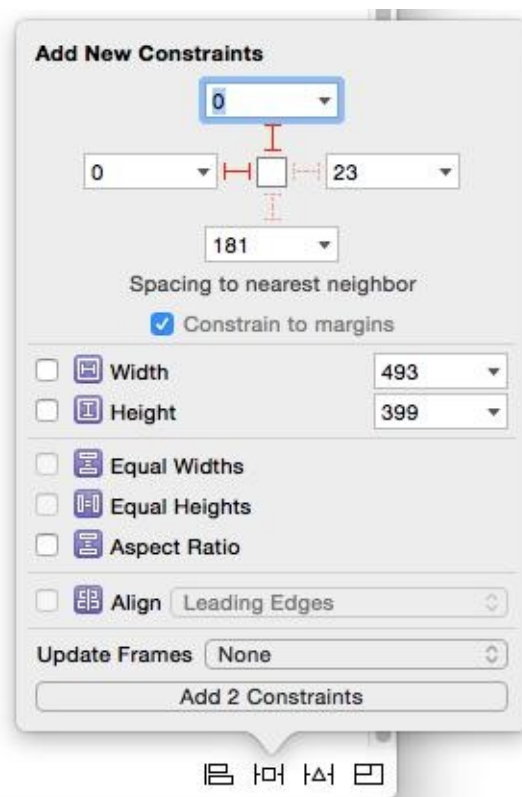 Add New Constraints
0
0 23
181
Spacing to nearest neighbor
Constrain to margins
Width 493
Height 399
Equal Widths
Equal Heights
Aspect Ratio
Align Leading Edges
Update Frames None
Add 2 Constraints